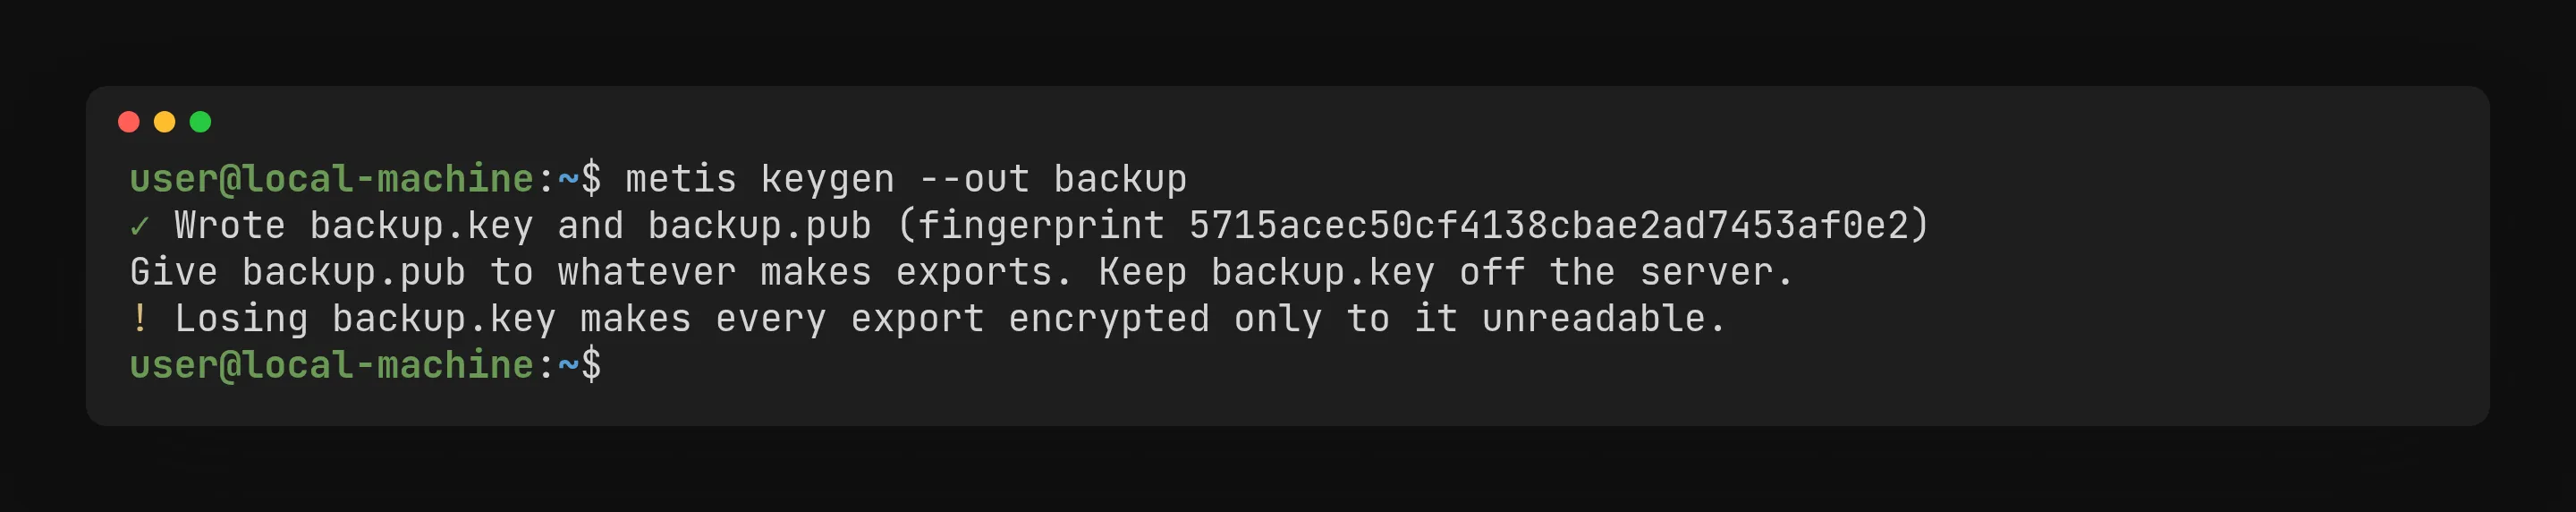 user@local-machine:~$ metis keygen --out backup
✓ Wrote backup.key and backup.pub (fingerprint 5715acec50cf4138cbae2ad7453af0e2)
Give backup.pub to whatever makes exports. Keep backup.key off the server.
! Losing backup.key makes every export encrypted only to it unreadable.
user@local-machine:~$